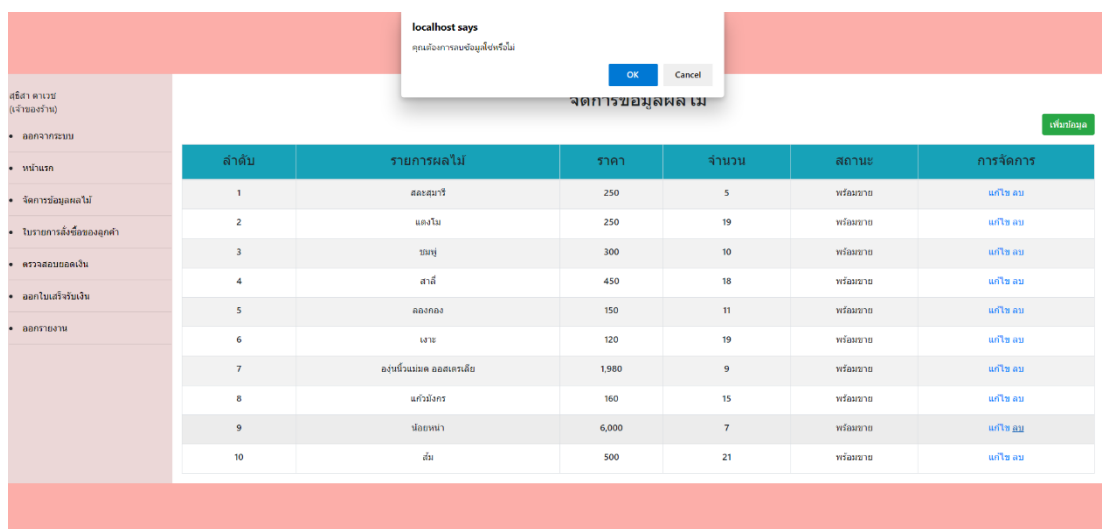 localhost says
คุณต้องการลบข้อมูลใช่หรือไม่
OK Cancel
สุธิสา คาเวช
(เจ้าของร้าน)
ออกจากระบบ
หน้าแรก
จัดการข้อมูลผลไม้
ใบรายการสั่งซื้อของลูกค้า
ตรวจสอบยอดเงิน
ออกใบเสร็จรับเงิน
ออกรายงาน
จัดการข้อมูลผลไม้
เพิ่มข้อมูล
ลำดับ รายการผลไม้ ราคา จำนวน สถานะ การจัดการ
1 สละสุมารี 250 5 พร้อมขาย แก้ไข ลบ
2 แตงโม 250 19 พร้อมขาย แก้ไข ลบ
3 ชมพู่ 300 10 พร้อมขาย แก้ไข ลบ
4 สาลี่ 450 18 พร้อมขาย แก้ไข ลบ
5 ลองกอง 150 11 พร้อมขาย แก้ไข ลบ
6 เงาะ 120 19 พร้อมขาย แก้ไข ลบ
7 องุ่นนิ้วแม่มด ออสเตรเลีย 1,980 9 พร้อมขาย แก้ไข ลบ
8 แก้วมังกร 160 15 พร้อมขาย แก้ไข ลบ
9 น้อยหน่า 6,000 7 พร้อมขาย แก้ไข ลบ
10 ส้ม 500 21 พร้อมขาย แก้ไข ลบ